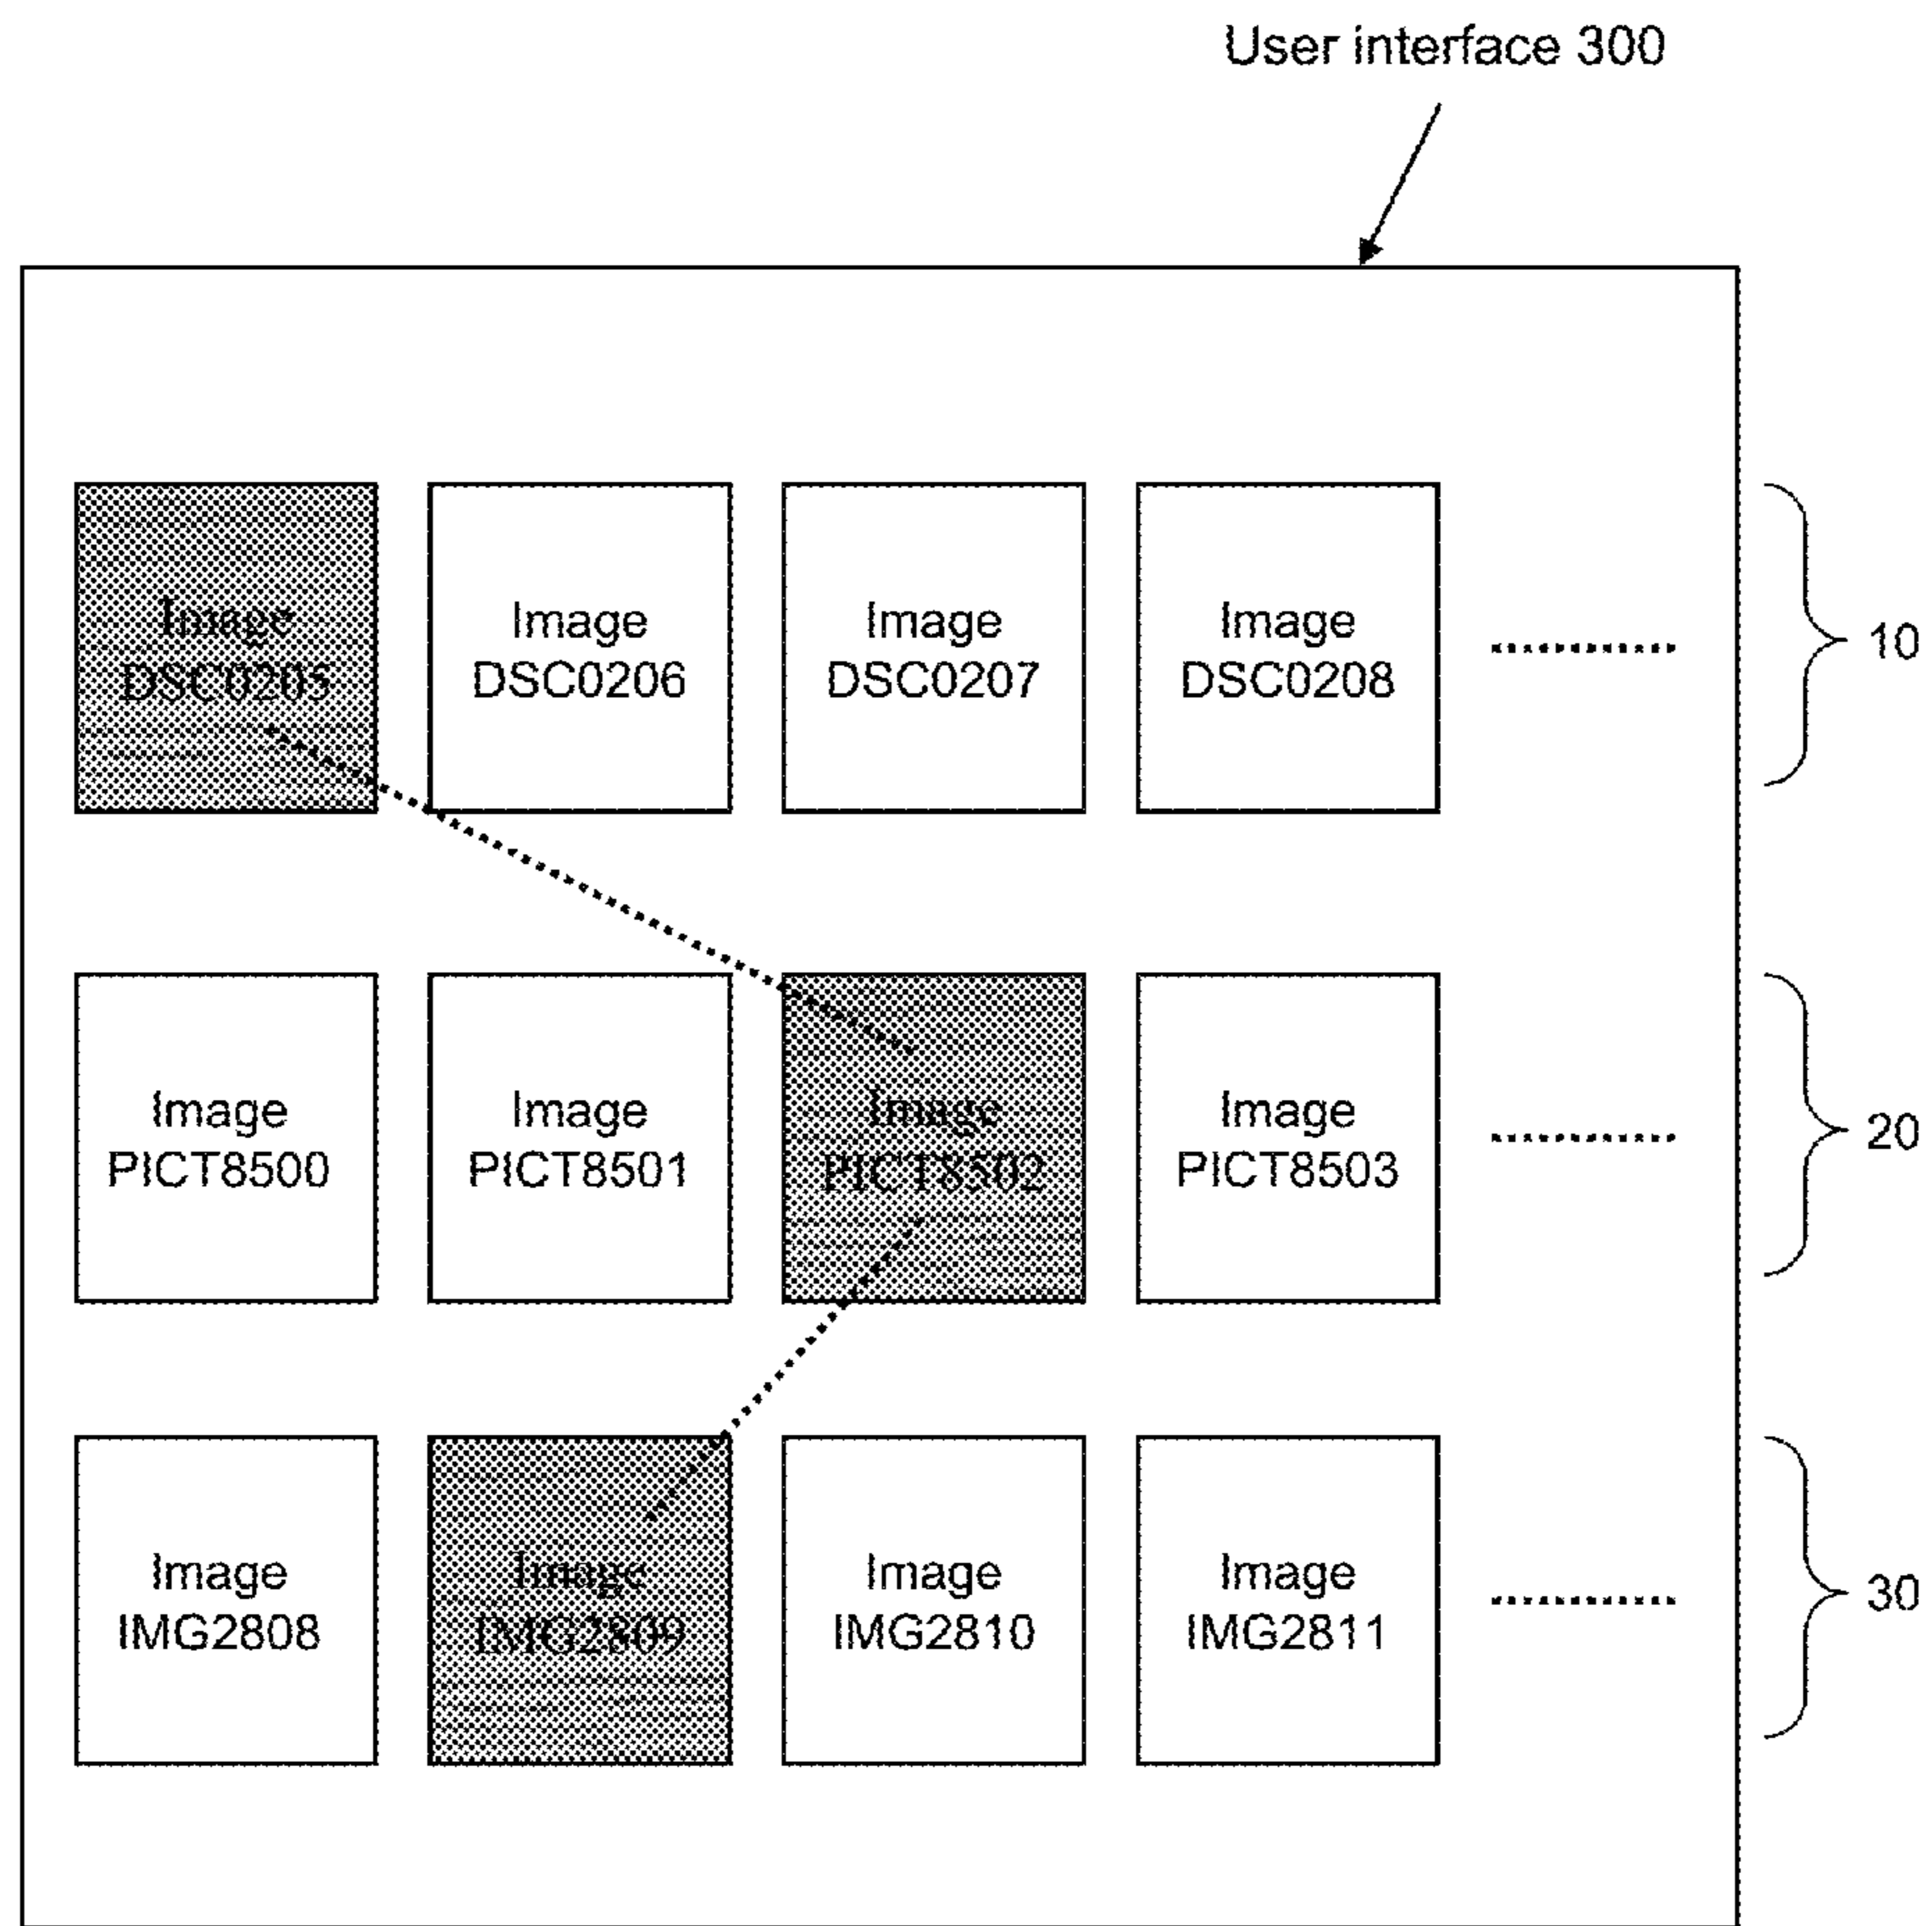 User interface 300
Image
DSC0205
Image
DSC0206
Image
DSC0207
Image
DSC0208
10
Image
PICT8500
Image
PICT8501
Image
PICT8502
Image
PICT8503
20
Image
IMG2808
Image
IMG2809
Image
IMG2810
Image
IMG2811
30